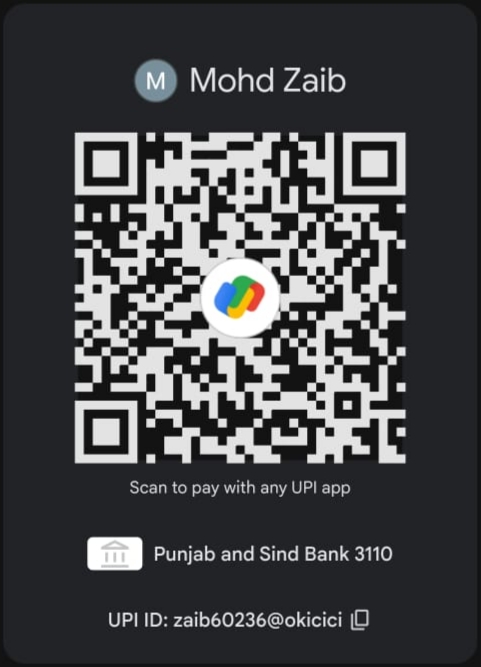 M Mohd Zaib
Scan to pay with any UPI app
Punjab and Sind Bank 3110
UPI ID: zaib60236@okicici